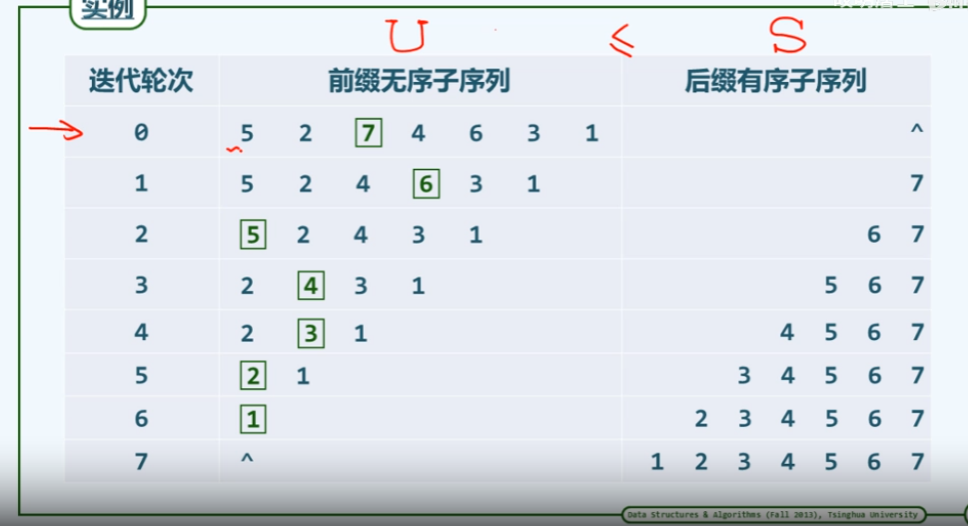 实例
U ≤ S
迭代轮次 前缀无序子序列 后缀有序子序列
0 5 2 7 4 6 3 1 ^
1 5 2 4 6 3 1 7
2 5 2 4 3 1 6 7
3 2 4 3 1 5 6 7
4 2 3 1 4 5 6 7
5 2 1 3 4 5 6 7
6 1 2 3 4 5 6 7
7 ^ 1 2 3 4 5 6 7
Data Structures & Algorithms (Fall 2013), Tsinghua University